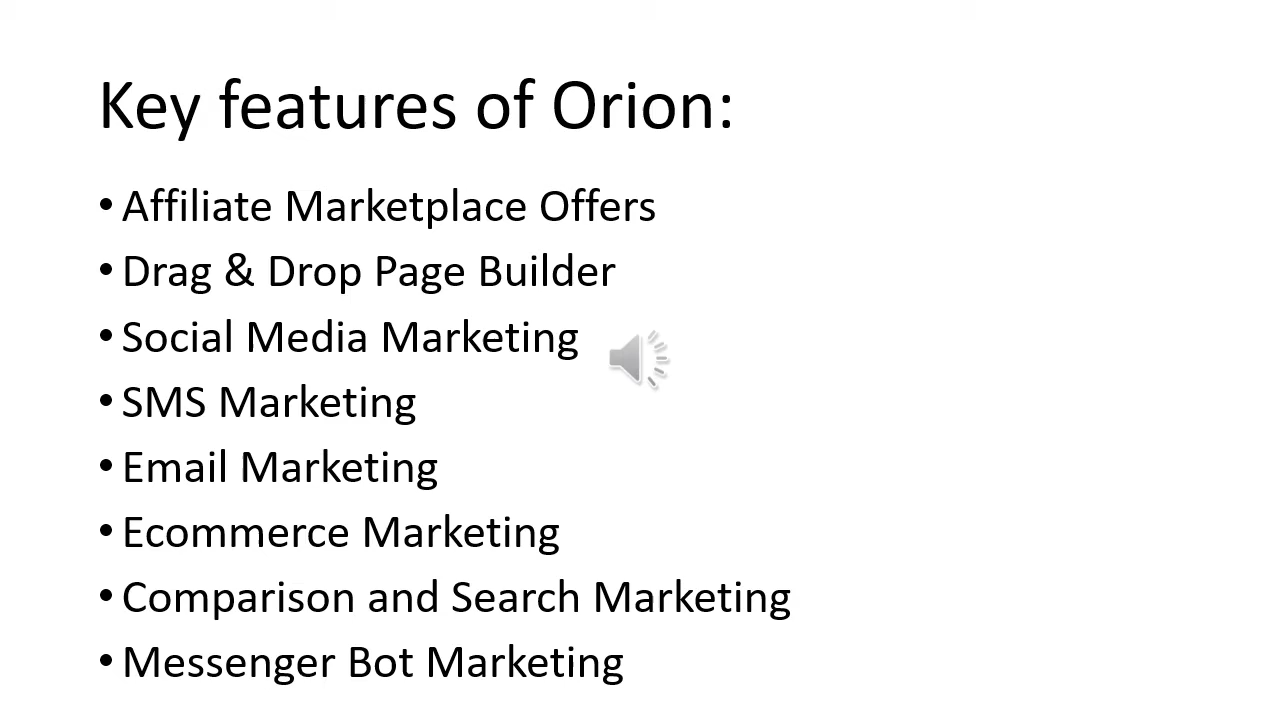 Key features of Orion:
• Affiliate Marketplace Offers
• Drag & Drop Page Builder
• Social Media Marketing
• SMS Marketing
• Email Marketing
• Ecommerce Marketing
• Comparison and Search Marketing
• Messenger Bot Marketing